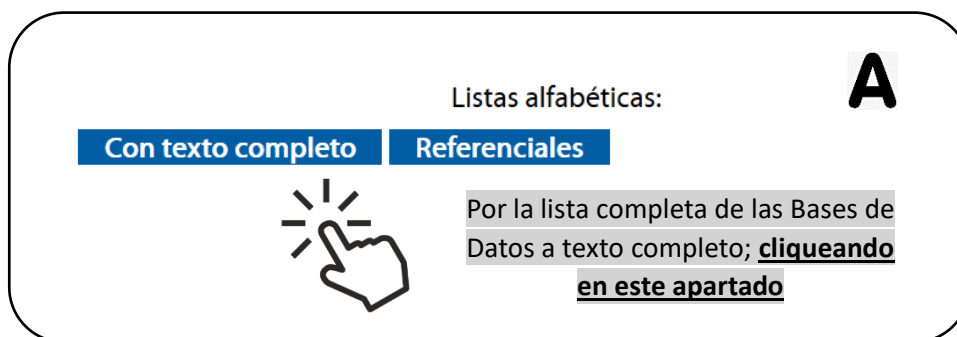 A
Listas alfabéticas:
Con texto completo Referenciales
Por la lista completa de las Bases de
Datos a texto completo; cliqueando
en este apartado